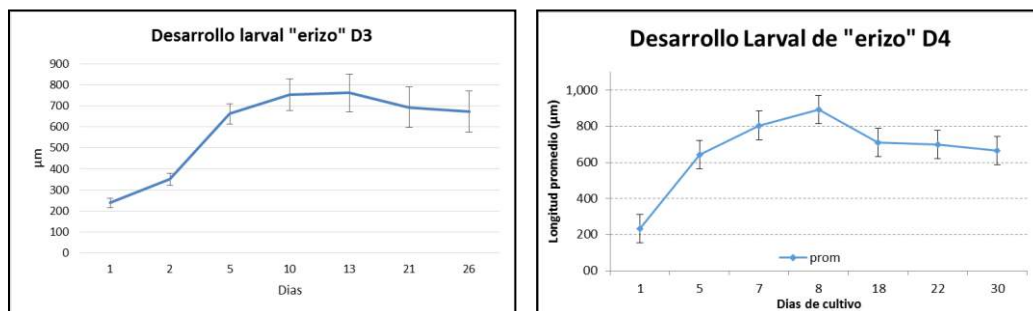 Desarrollo larval "erizo" D3
µm
900
800
700
600
500
400
300
200
100
0
1 2 5 10 13 21 26
Dias
Desarrollo Larval de "erizo" D4
Longitud promedio (µm)
1,000
800
600
400
200
00
prom
1 5 7 8 18 22 30
Dias de cultivo